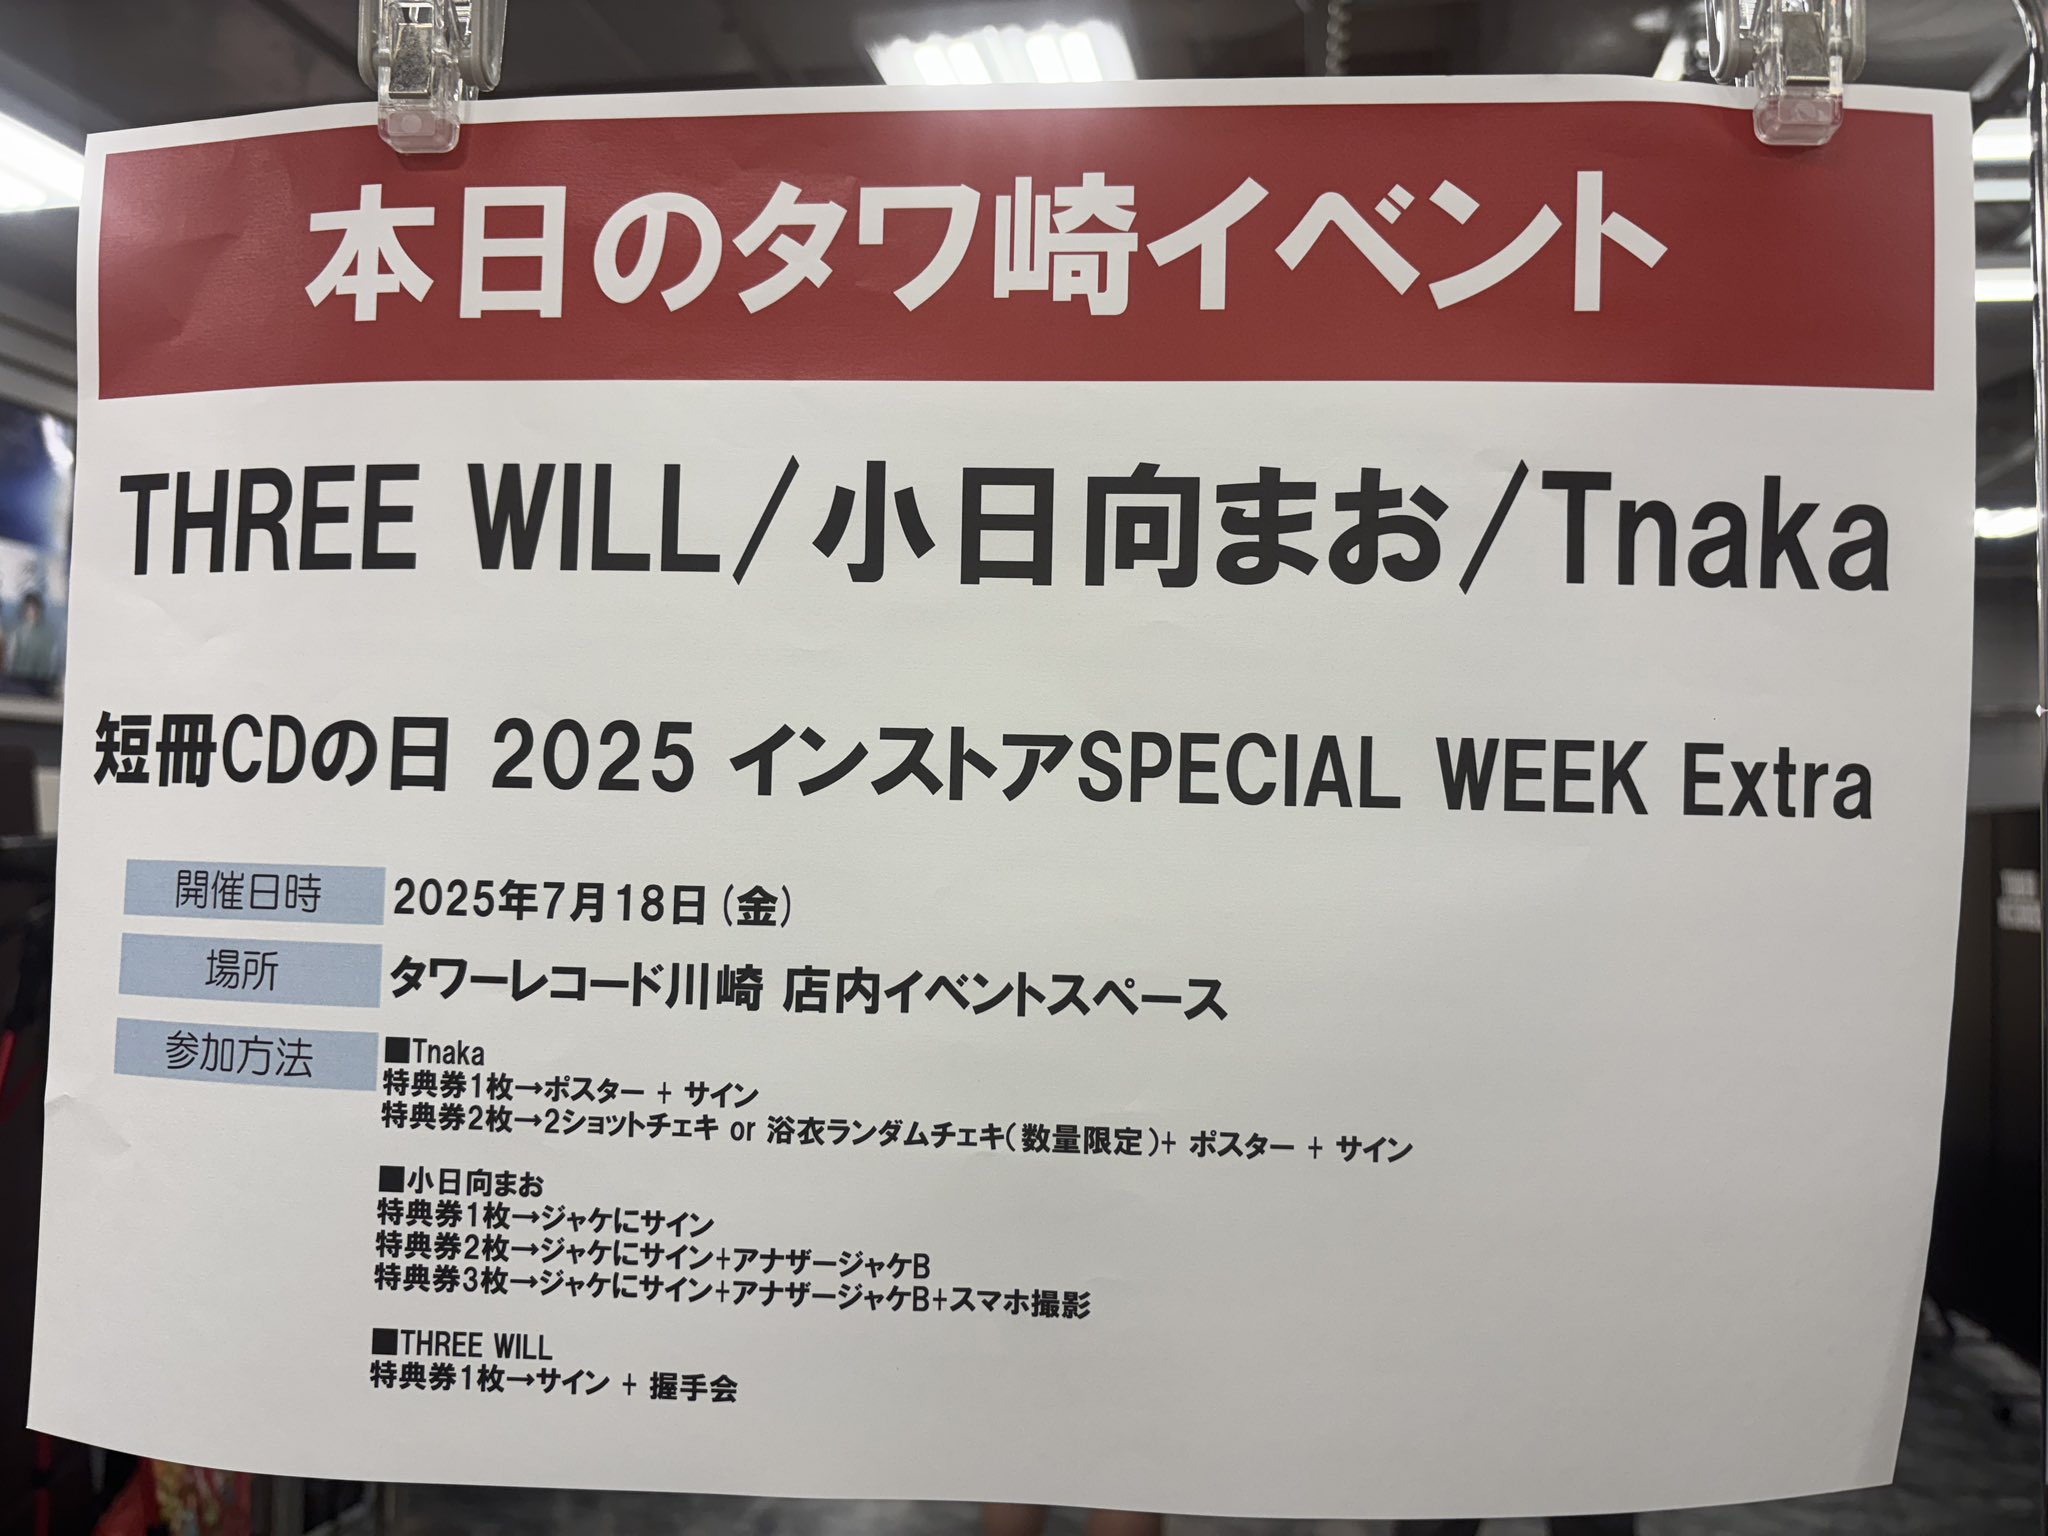 本日のタワ崎イベント
THREE WILL/小日向まお/Tnaka
短冊CDの日 2025 インストアSPECIAL WEEK Extra
開催日時 2025年7月18日(金)
場所 タワーレコード川崎 店内イベントスペース
参加方法 ■Tnaka
特典券1枚→ポスター + サイン
特典券2枚→2ショットチェキ or 浴衣ランダムチェキ(数量限定)+ ポスター + サイン
■小日向まお
特典券1枚→ジャケにサイン
特典券2枚→ジャケにサイン+アナザージャケB
特典券3枚→ジャケにサイン+アナザージャケB+スマホ撮影
■THREE WILL
特典券1枚→サイン + 握手会